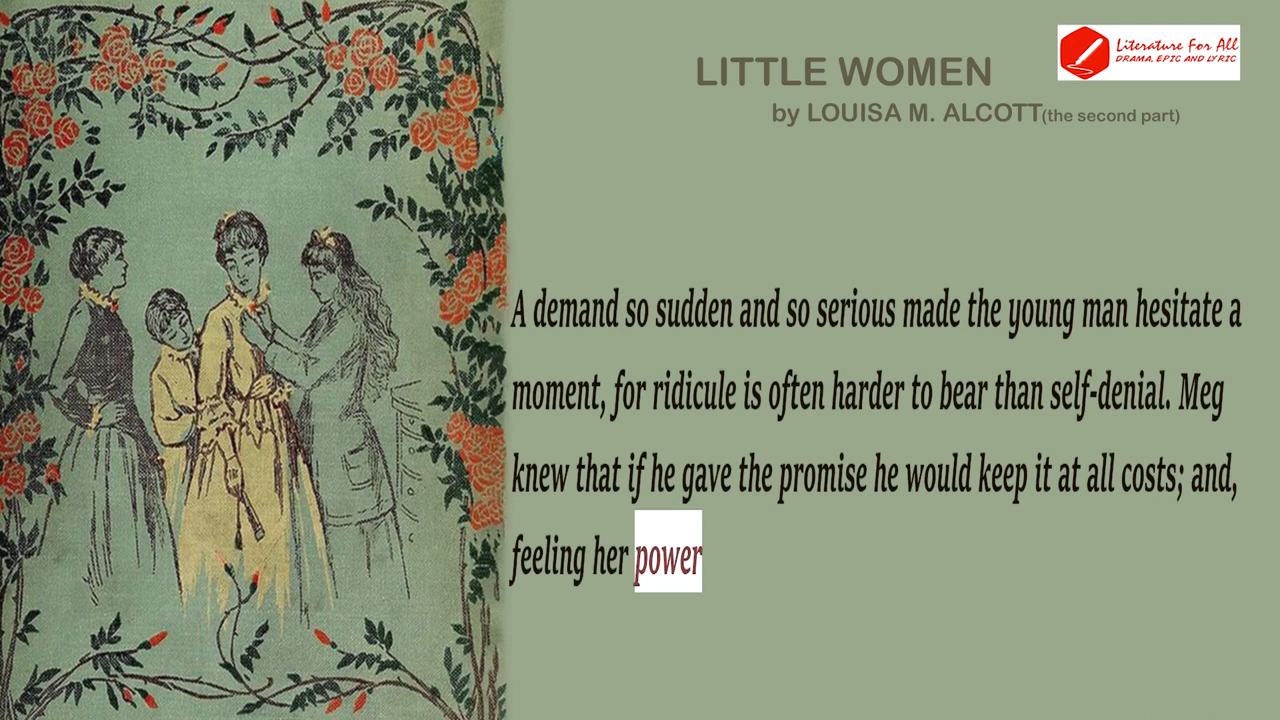 LITTLE WOMEN
by LOUISA M. ALCOTT(the second part)
Literature For All
DRAMA, EPIC AND LYRIC
A demand so sudden and so serious made the young man hesitate a
moment, for ridicule is often harder to bear than self-denial. Meg
knew that if he gave the promise he would keep it at all costs; and,
feeling her power